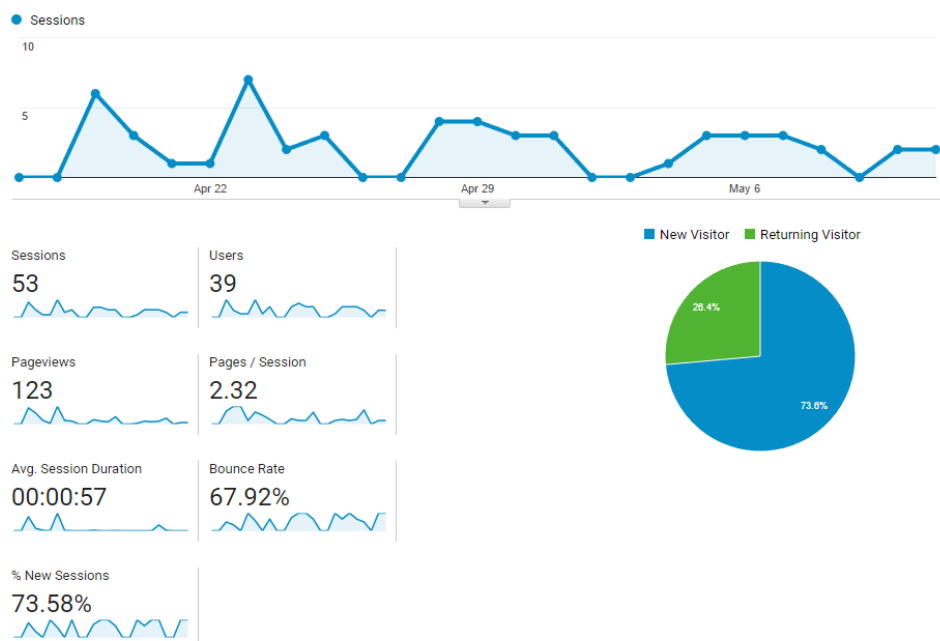 Sessions
10
5
Apr 22 Apr 29 May 6
New Visitor Returning Visitor
Sessions Users
53 39
26.4%
Pageviews Pages / Session
123 2.32
73.6%
Avg. Session Duration Bounce Rate
00:00:57 67.92%
% New Sessions
73.58%